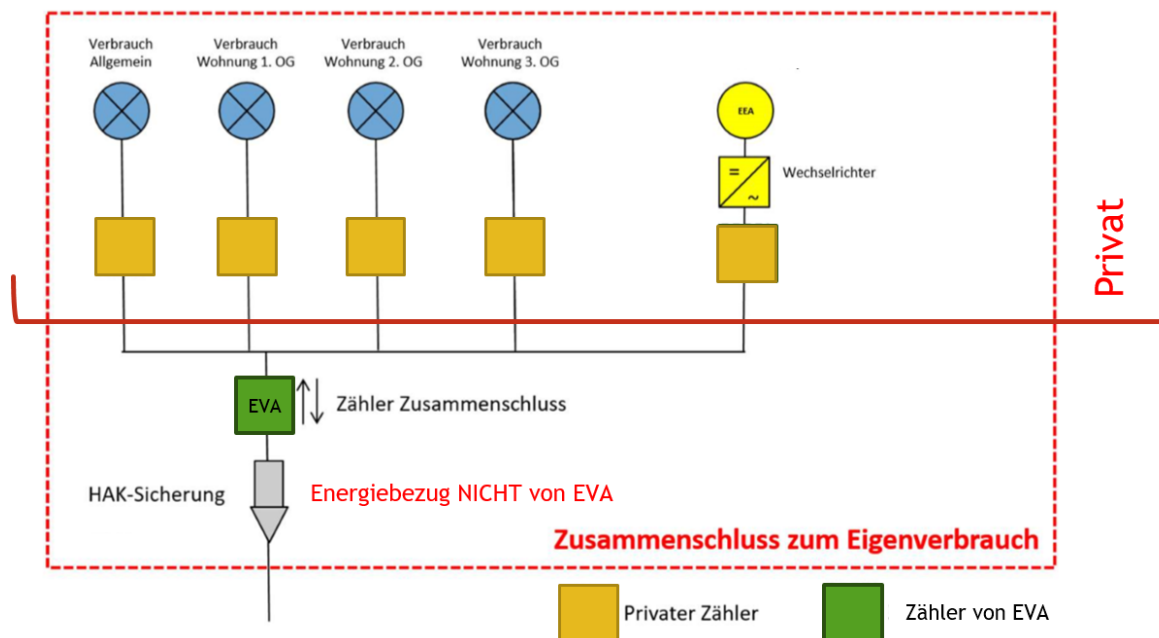 Verbrauch
Allgemein
Verbrauch
Wohnung 1. OG
Verbrauch
Wohnung 2. OG
Verbrauch
Wohnung 3. OG
EEA
=
~
Wechselrichter
Privat
EVA
Zähler Zusammenschluss
HAK-Sicherung
Energiebezug NICHT von EVA
Zusammenschluss zum Eigenverbrauch
Privater Zähler
Zähler von EVA